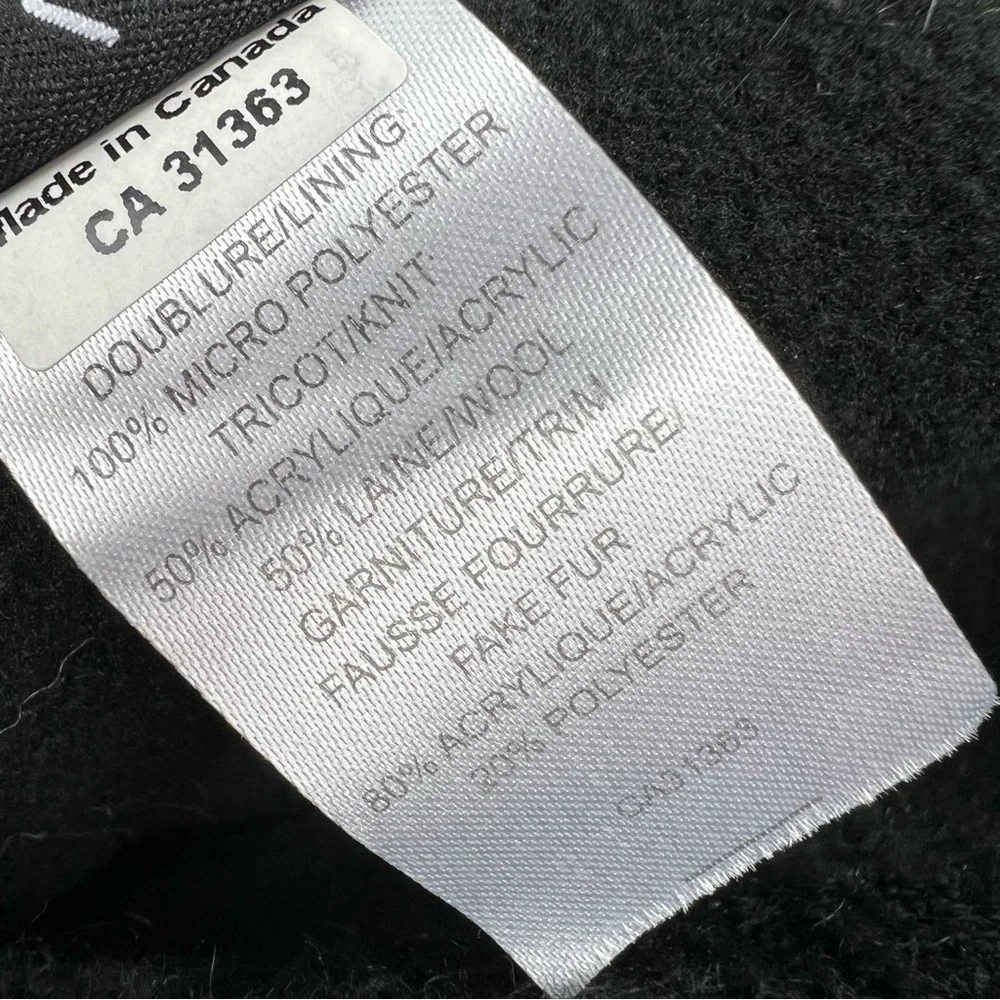 Made in Canada
CA 31363
DOUBLURE/LINING
100% MICRO POLYESTER
TRICOT/KNIT
50% ACRYLIQUE/ACRYLIC
50% LAINE/WOOL
GARNITURE/TRIM
FAUSSE FOURRURE/
FAKE FUR
80% ACRYLIQUE/ACRYLIC
20% POLYESTER
CA31363